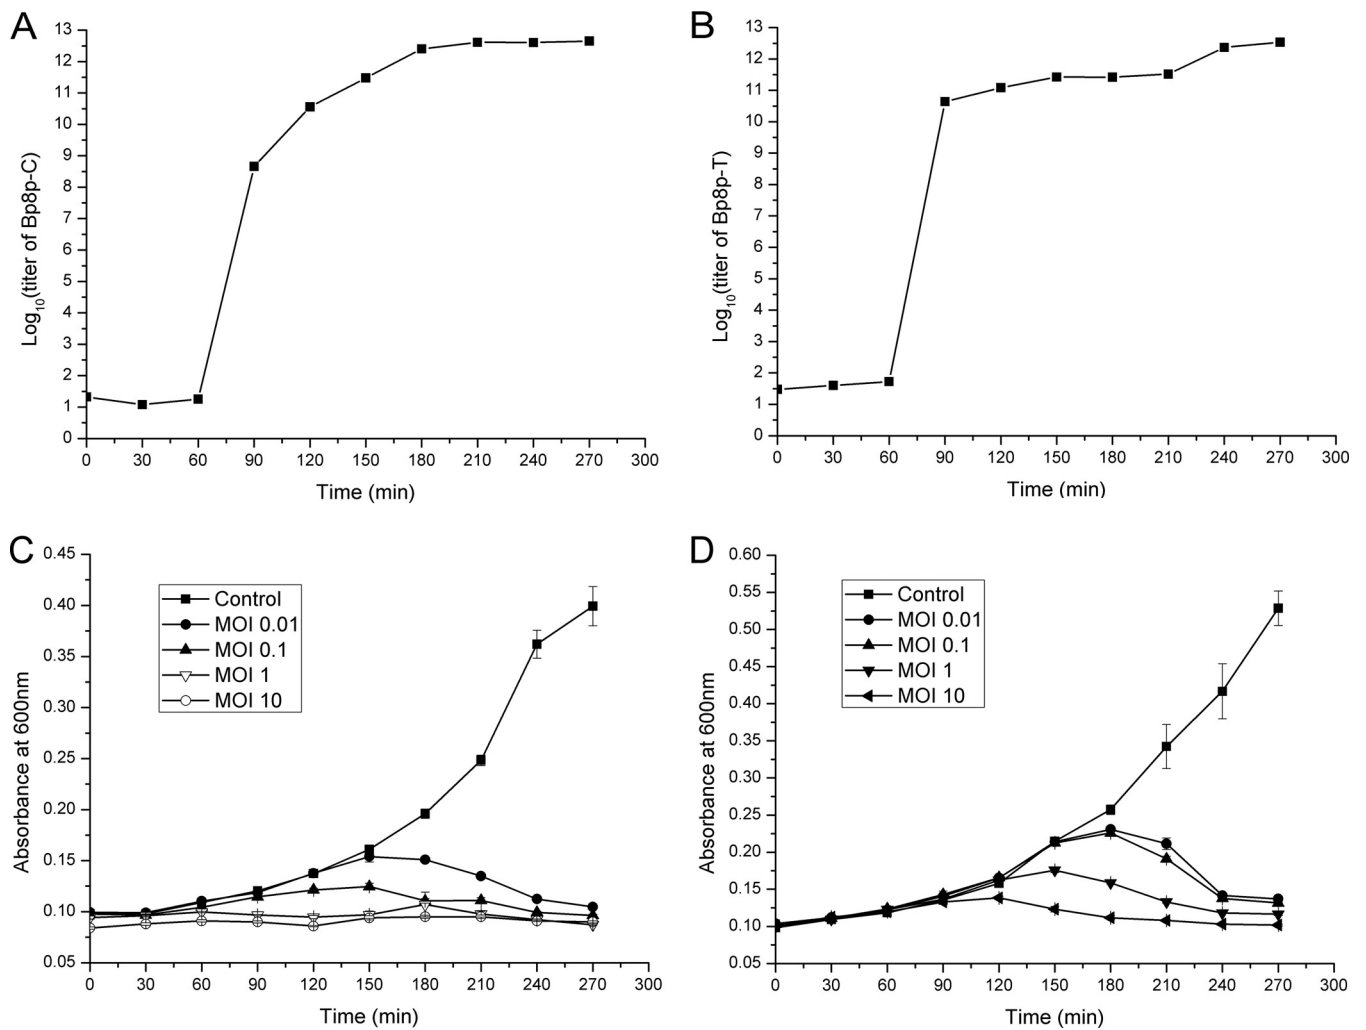 A
13
12
11
10
9
8
7
6
5
4
3
2
1
0
Log10(titer of Bp8p-C)
0 30 60 90 120 150 180 210 240 270 300
Time (min)
B
13
12
11
10
9
8
7
6
5
4
3
2
1
0
Log10(titer of Bp8p-T)
0 30 60 90 120 150 180 210 240 270 300
Time (min)
C
0.45
0.40
0.35
0.30
0.25
0.20
0.15
0.10
0.05
Absorbance at 600nm
Control
MOI 0.01
MOI 0.1
MOI 1
MOI 10
0 30 60 90 120 150 180 210 240 270 300
Time (min)
D
0.60
0.55
0.50
0.45
0.40
0.35
0.30
0.25
0.20
0.15
0.10
0.05
Absorbance at 600nm
Control
MOI 0.01
MOI 0.1
MOI 1
MOI 10
0 30 60 90 120 150 180 210 240 270 300
Time (min)